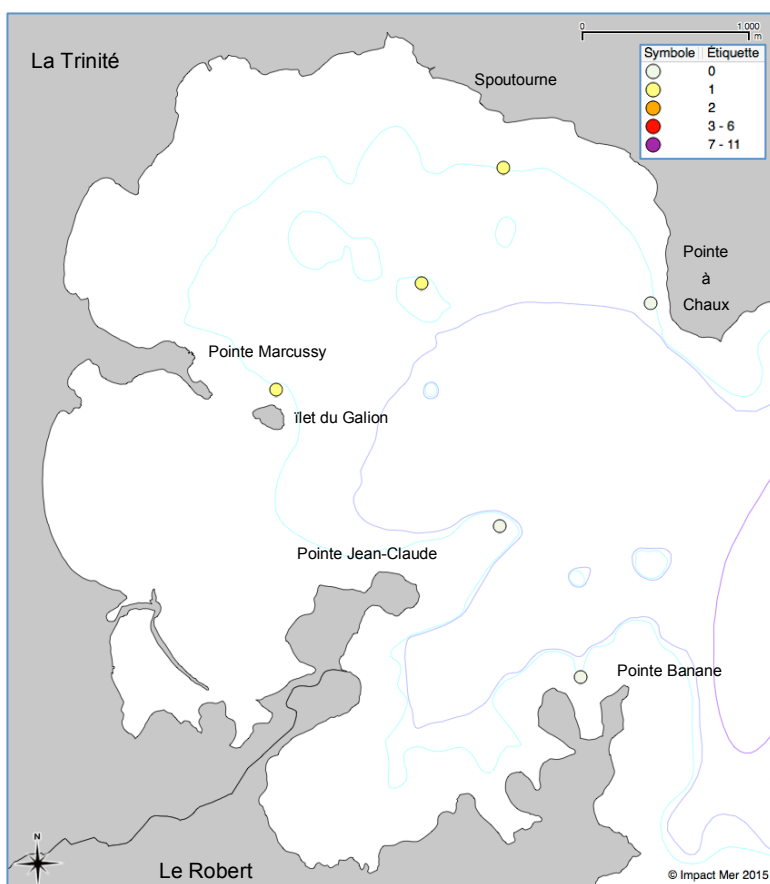 0
1 000
m
Symbole Étiquette
0
1
2
3 - 6
7 - 11
La Trinité
Spoutourne
Pointe
à
Chaux
Pointe Marcussy
îlet du Galion
Pointe Jean-Claude
Pointe Banane
N
Le Robert
© Impact Mer 2015